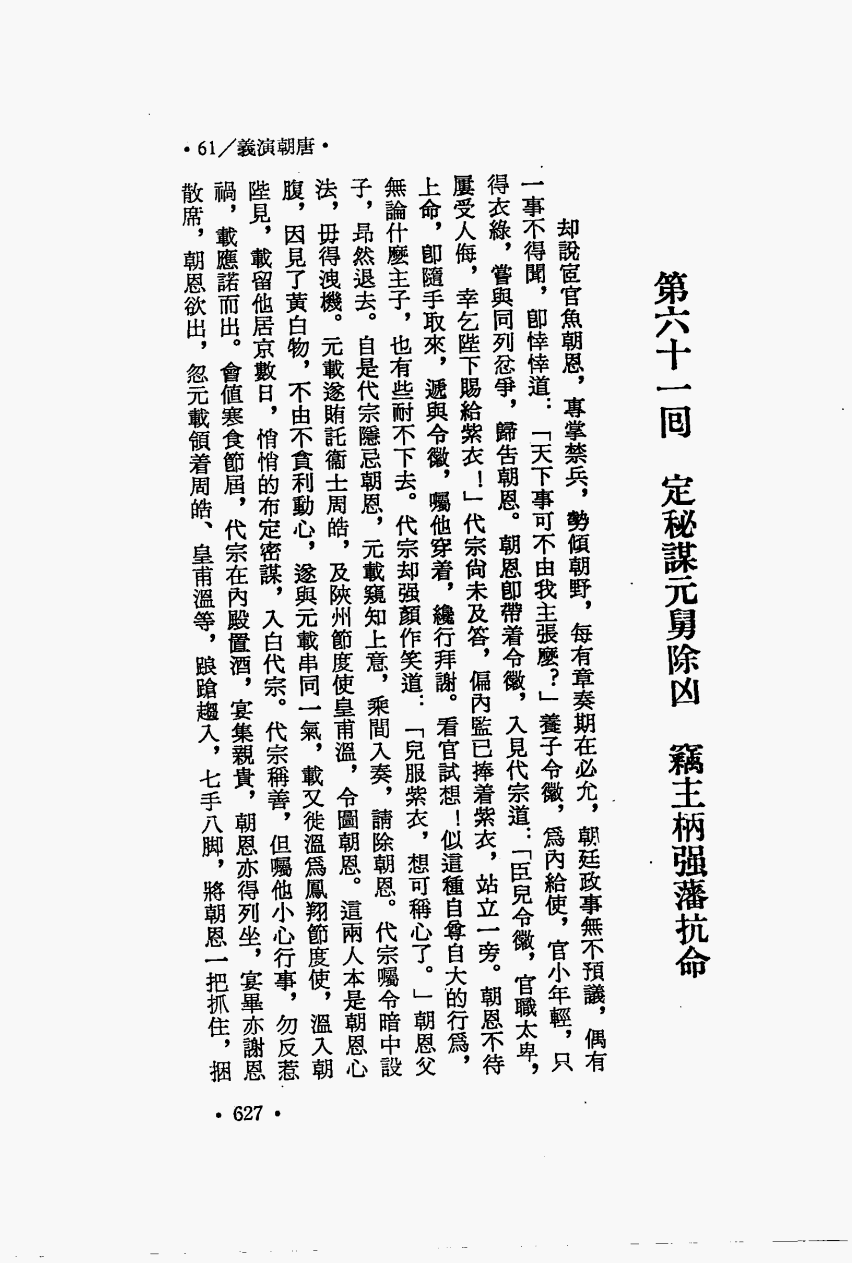 •61/義演朝唐•
第六十一回　定秘謀元舅除凶　竊主柄强藩抗命
却說宦官魚朝恩，專掌禁兵，勢傾朝野，每有章奏期在必允，朝廷政事無不預議，偶有
一事不得聞，卽悻悻道：「天下事可不由我主張麼？」養子令徽，爲內給使，官小年輕，只
得衣綠，嘗與同列忿爭，歸告朝恩。朝恩卽帶着令徽，入見代宗道：「臣兒令徽，官職太卑，
屢受人侮，幸乞陛下賜給紫衣！」代宗尙未及答，偏內監已捧着紫衣，站立一旁。朝恩不待
上命，卽隨手取來，遞與令徽，囑他穿着，纔行拜謝。看官試想！似這種自尊自大的行爲，
無論什麼主子，也有些耐不下去。代宗却强顏作笑道：「兒服紫衣，想可稱心了。」朝恩父
子，昂然退去。自是代宗隱忌朝恩，元載窺知上意，乘間入奏，請除朝恩。代宗囑令暗中設
法，毋得洩機。元載遂賄託衞士周皓，及陝州節度使皇甫溫，令圖朝恩。這兩人本是朝恩心
腹，因見了黃白物，不由不貪利動心，遂與元載串同一氣，載又徙溫爲鳳翔節度使，溫入朝
陛見，載留他居京數日，悄悄的布定密謀，入白代宗。代宗稱善，但囑他小心行事，勿反惹
禍，載應諾而出。會値寒食節屆，代宗在內殿置酒，宴集親貴，朝恩亦得列坐，宴畢亦謝恩
散席，朝恩欲出，忽元載領着周皓、皇甫溫等，踉蹌趨入，七手八脚，將朝恩一把抓住，捆
•627•